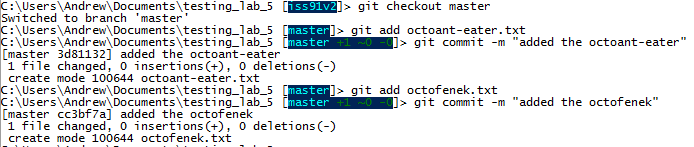 C:\Users\Andrew\Documents\testing_lab_5 [iss91v2]> git checkout master
Switched to branch 'master'
C:\Users\Andrew\Documents\testing_lab_5 [master]> git add octoant-eater.txt
C:\Users\Andrew\Documents\testing_lab_5 [master +1 ~0 -0]> git commit -m "added the octoant-eater"
[master 3d81132] added the octoant-eater
1 file changed, 0 insertions(+), 0 deletions(-)
create mode 100644 octoant-eater.txt
C:\Users\Andrew\Documents\testing_lab_5 [master]> git add octofenek.txt
C:\Users\Andrew\Documents\testing_lab_5 [master +1 ~0 -0]> git commit -m "added the octofenek"
[master cc3bf7a] added the octofenek
1 file changed, 0 insertions(+), 0 deletions(-)
create mode 100644 octofenek.txt